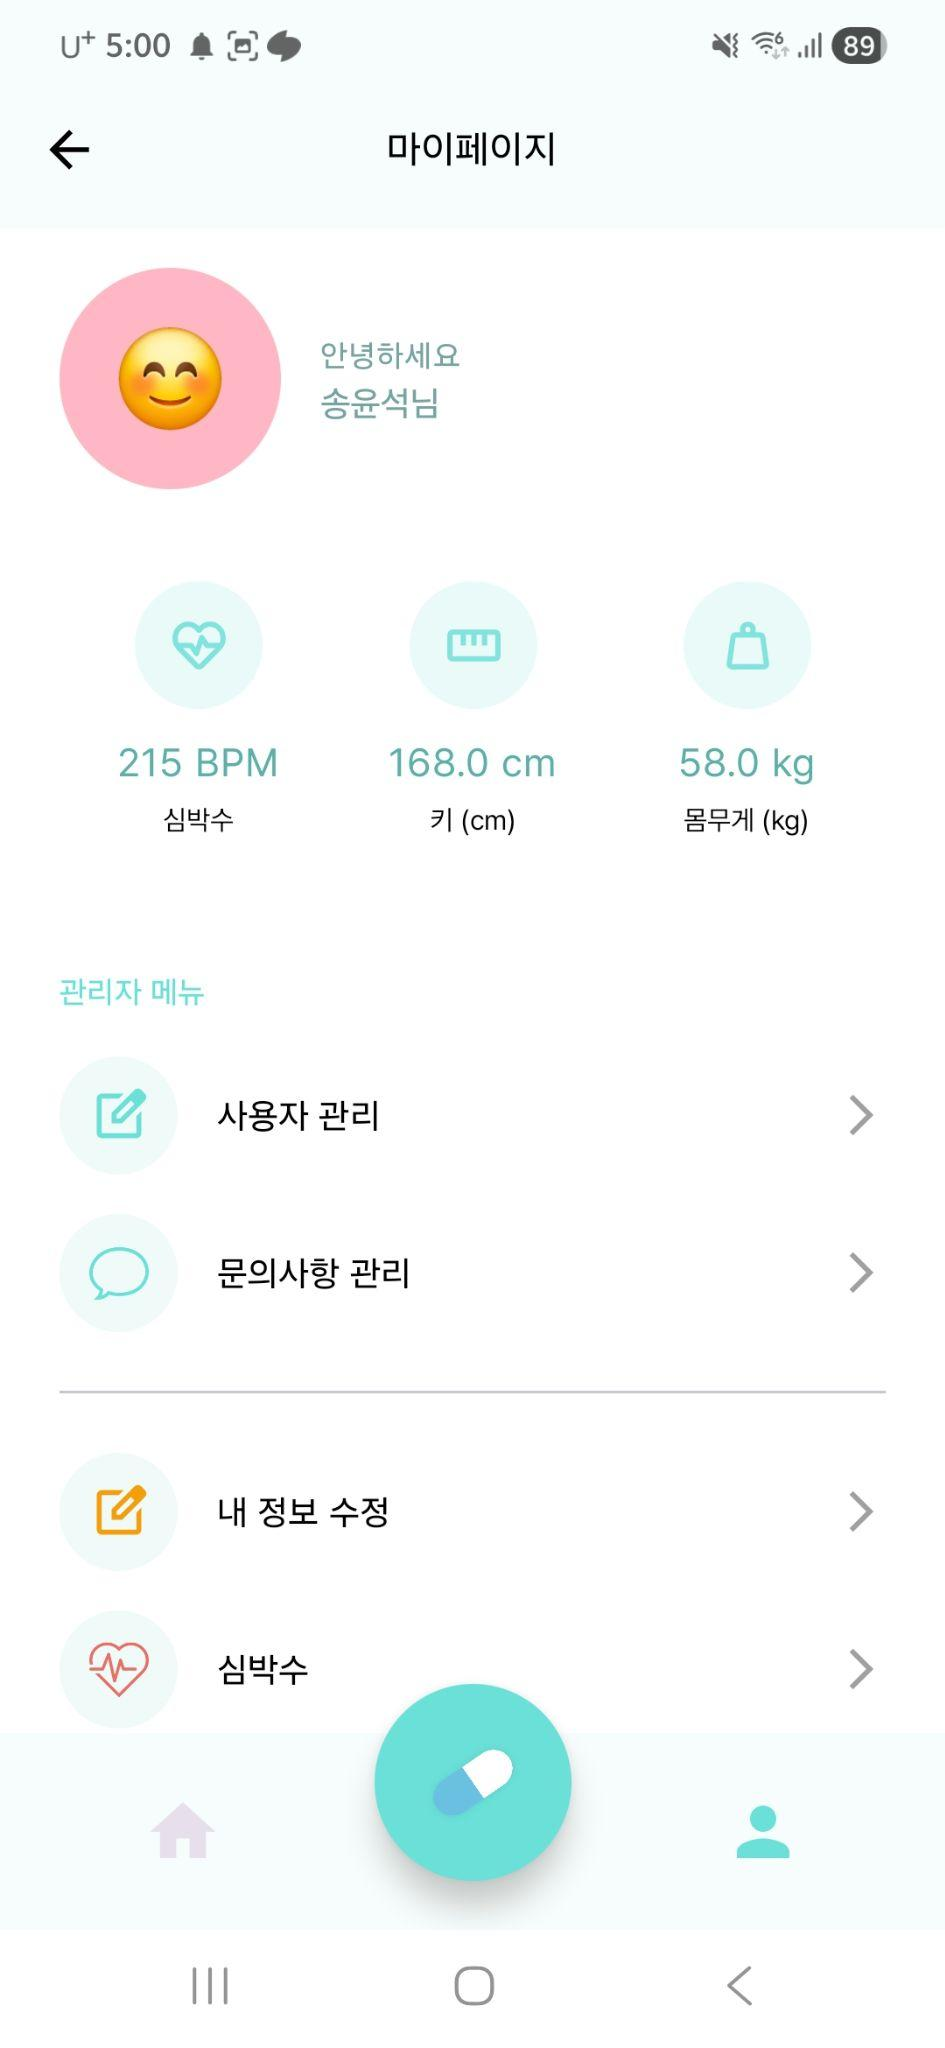 U+ 5:00
6 89
마이페이지
안녕하세요
송윤석님
215 BPM 168.0 cm 58.0 kg
심박수 키 (cm) 몸무게 (kg)
관리자 메뉴
사용자 관리
문의사항 관리
내 정보 수정
심박수